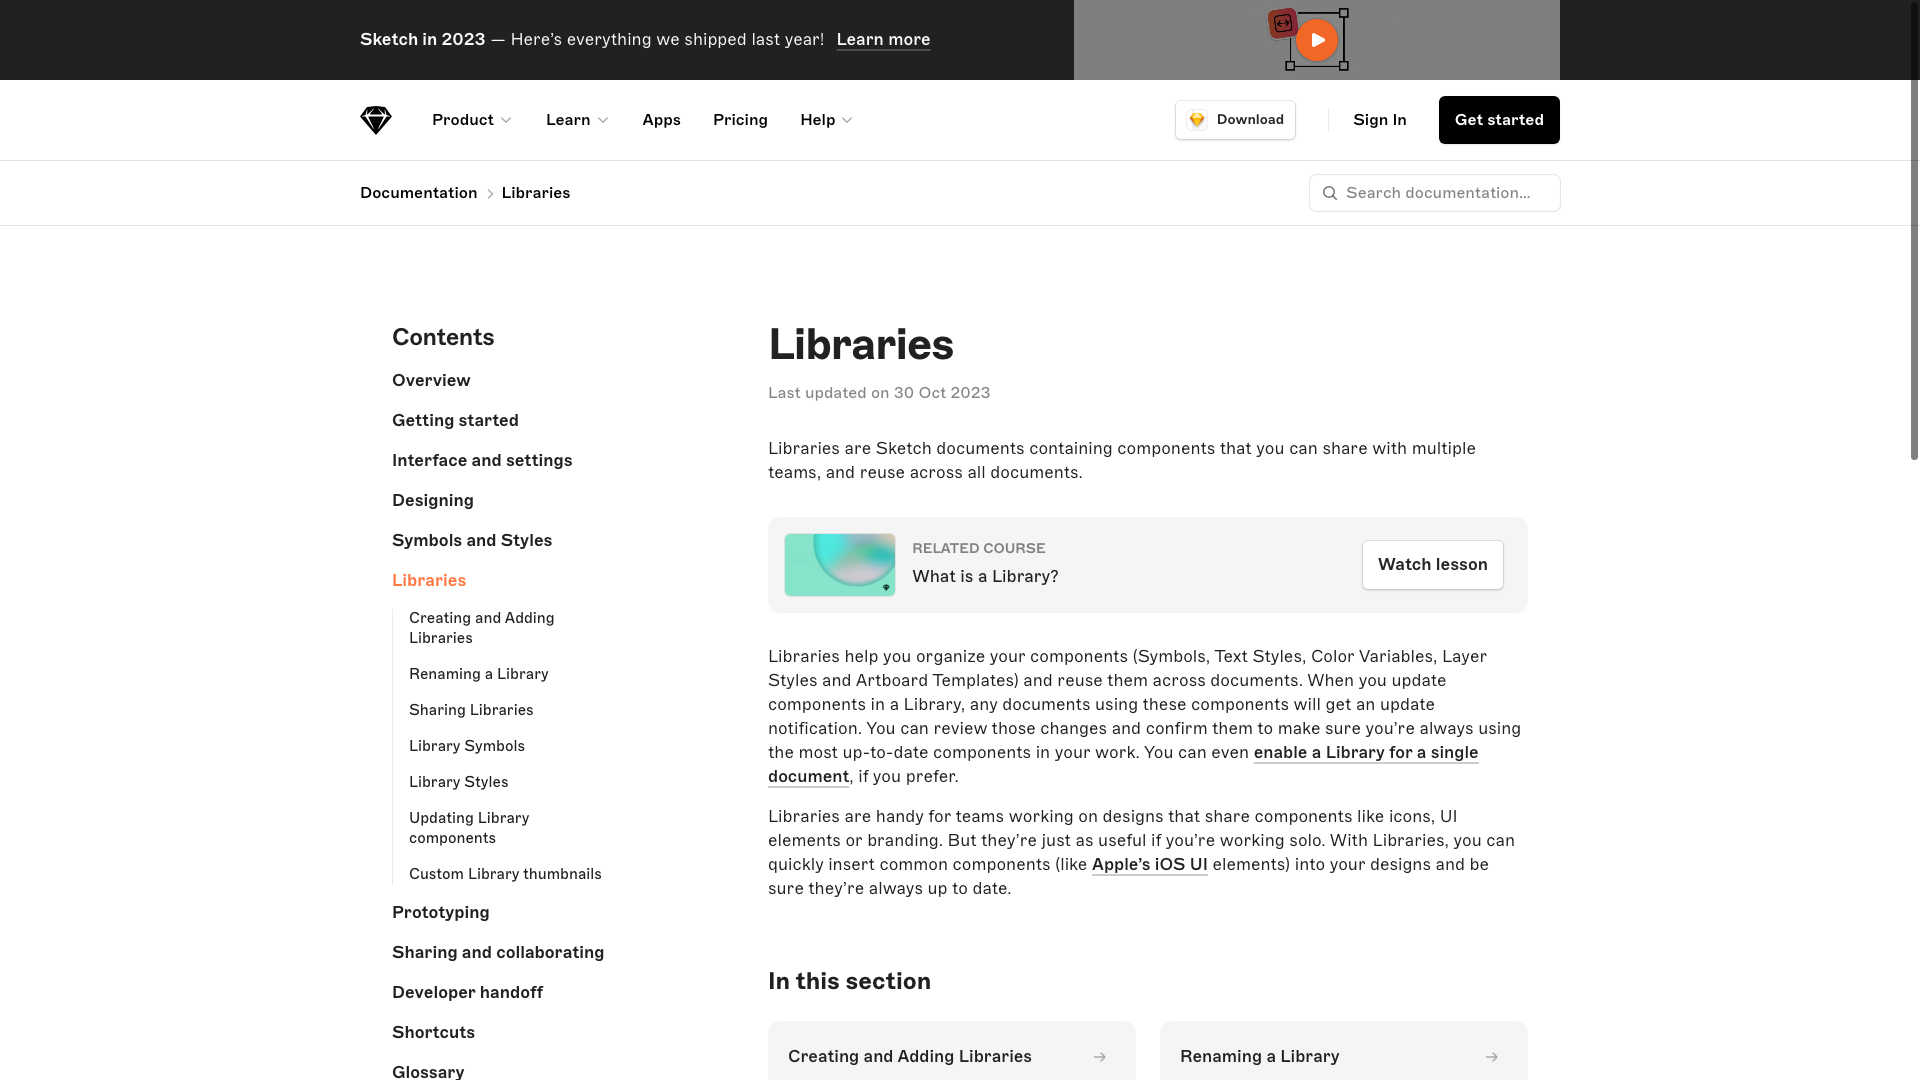 Sketch in 2023 — Here’s everything we shipped last year! Learn more
Product
Learn
Apps
Pricing
Help
Download
Sign In
Get started
Documentation
Libraries
Search documentation...
Contents
Overview
Getting started
Interface and settings
Designing
Symbols and Styles
Libraries
Creating and Adding
Libraries
Renaming a Library
Sharing Libraries
Library Symbols
Library Styles
Updating Library
components
Custom Library thumbnails
Prototyping
Sharing and collaborating
Developer handoff
Shortcuts
Glossary
Libraries
Last updated on 30 Oct 2023
Libraries are Sketch documents containing components that you can share with multiple
teams, and reuse across all documents.
RELATED COURSE
What is a Library?
Watch lesson
Libraries help you organize your components (Symbols, Text Styles, Color Variables, Layer
Styles and Artboard Templates) and reuse them across documents. When you update
components in a Library, any documents using these components will get an update
notification. You can review those changes and confirm them to make sure you’re always using
the most up-to-date components in your work. You can even enable a Library for a single
document, if you prefer.
Libraries are handy for teams working on designs that share components like icons, UI
elements or branding. But they’re just as useful if you’re working solo. With Libraries, you can
quickly insert common components (like Apple’s iOS UI elements) into your designs and be
sure they’re always up to date.
In this section
Creating and Adding Libraries
Renaming a Library